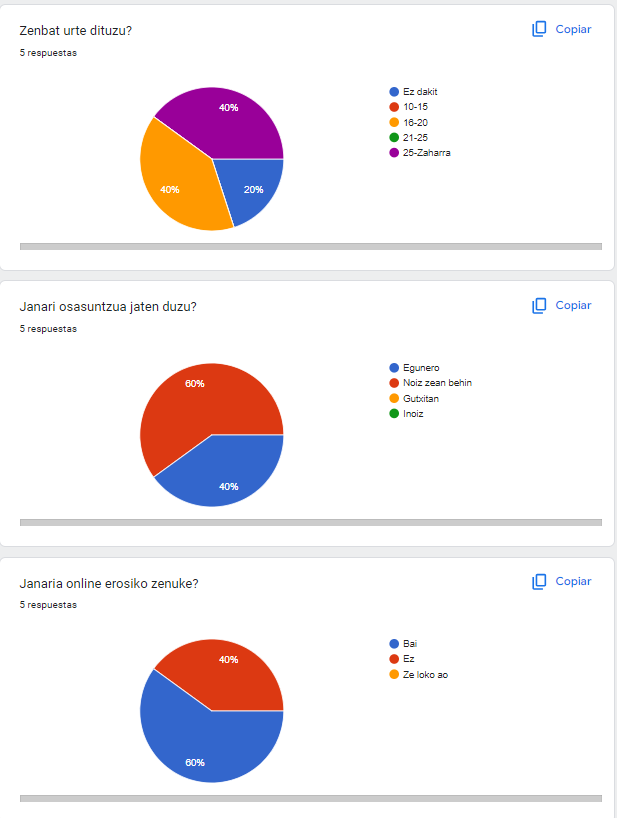 Zenbat urte dituzu?
Copiar
5 respuestas
40%
40%
20%
Ez dakit
10-15
16-20
21-25
25-Zaharra
Janari osasuntzua jaten duzu?
Copiar
5 respuestas
60%
40%
Egunero
Noiz zean behin
Gutxitan
Inoiz
Janaria online erosiko zenuke?
Copiar
5 respuestas
40%
60%
Bai
Ez
Ze loko ao